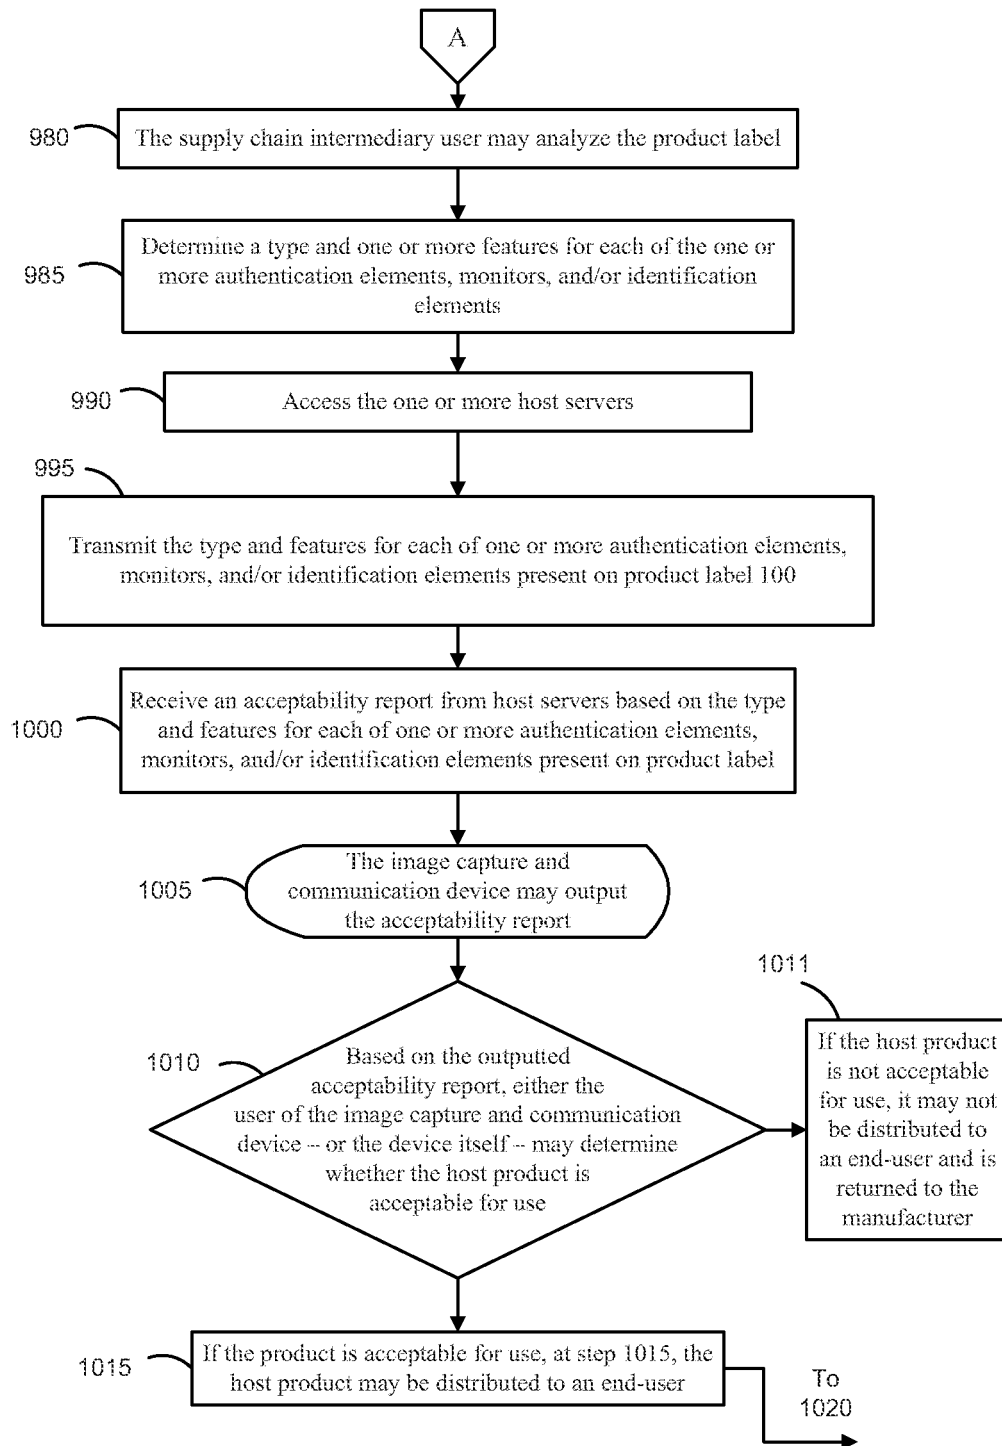 A
980
The supply chain intermediary user may analyze the product label
985
Determine a type and one or more features for each of the one or
more authentication elements, monitors, and/or identification
elements
990
Access the one or more host servers
995
Transmit the type and features for each of one or more authentication elements,
monitors, and/or identification elements present on product label 100
1000
Receive an acceptability report from host servers based on the type
and features for each of one or more authentication elements,
monitors, and/or identification elements present on product label
1005
The image capture and
communication device may output
the acceptability report
1010
Based on the outputted
acceptability report, either the
user of the image capture and communication
device – or the device itself – may determine
whether the host product is
acceptable for use
1011
If the host product
is not acceptable
for use, it may not
be distributed to
an end-user and is
returned to the
manufacturer
1015
If the product is acceptable for use, at step 1015, the
host product may be distributed to an end-user
To
1020